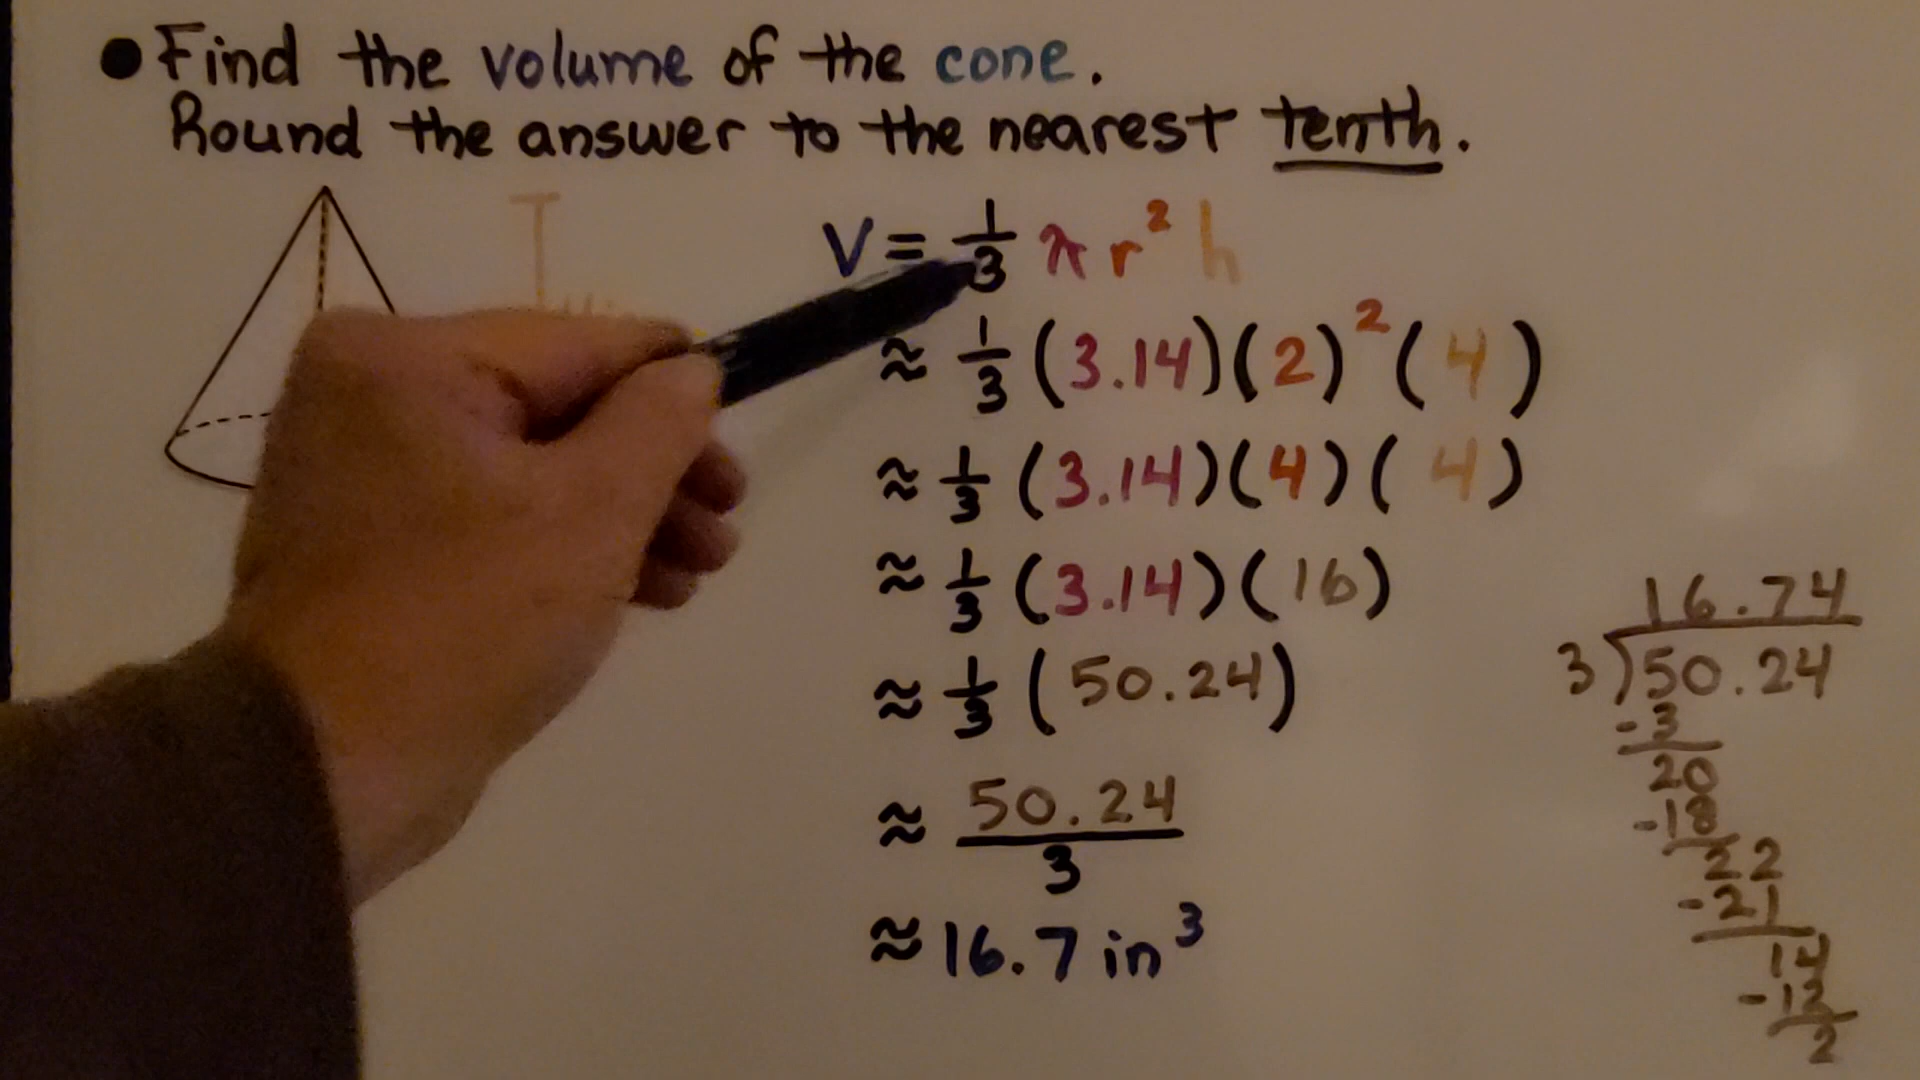 Find the volume of the cone.
Round the answer to the nearest tenth.
V = 1/3 π r² h
≈ 1/3 (3.14)(2)²(4)
≈ 1/3 (3.14)(4)(4)
≈ 1/3 (3.14)(16)
≈ 1/3 (50.24)
≈ 50.24/3
≈ 16.7 in³
16.74
3)50.24
-3
20
-18
22
-21
14
-12
2